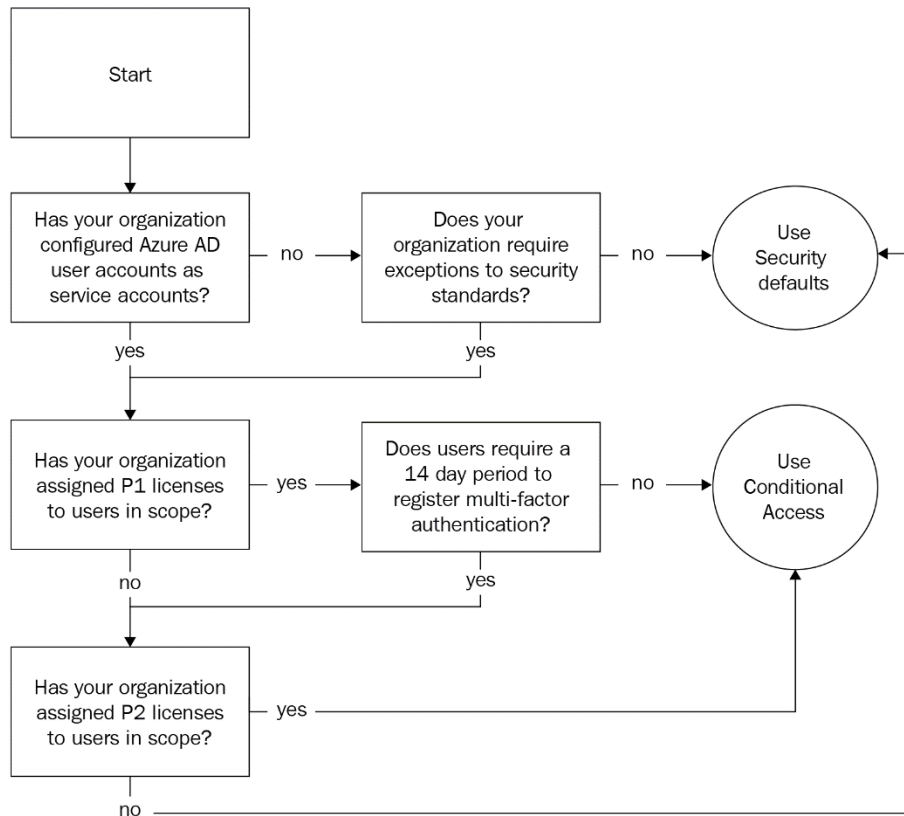 Start
Has your organization
configured Azure AD
user accounts as
service accounts?
no
Does your
organization require
exceptions to security
standards?
no
Use
Security
defaults
yes
yes
Has your organization
assigned P1 licenses
to users in scope?
yes
Does users require a
14 day period to
register multi-factor
authentication?
no
Use
Conditional
Access
no
yes
Has your organization
assigned P2 licenses
to users in scope?
yes
no